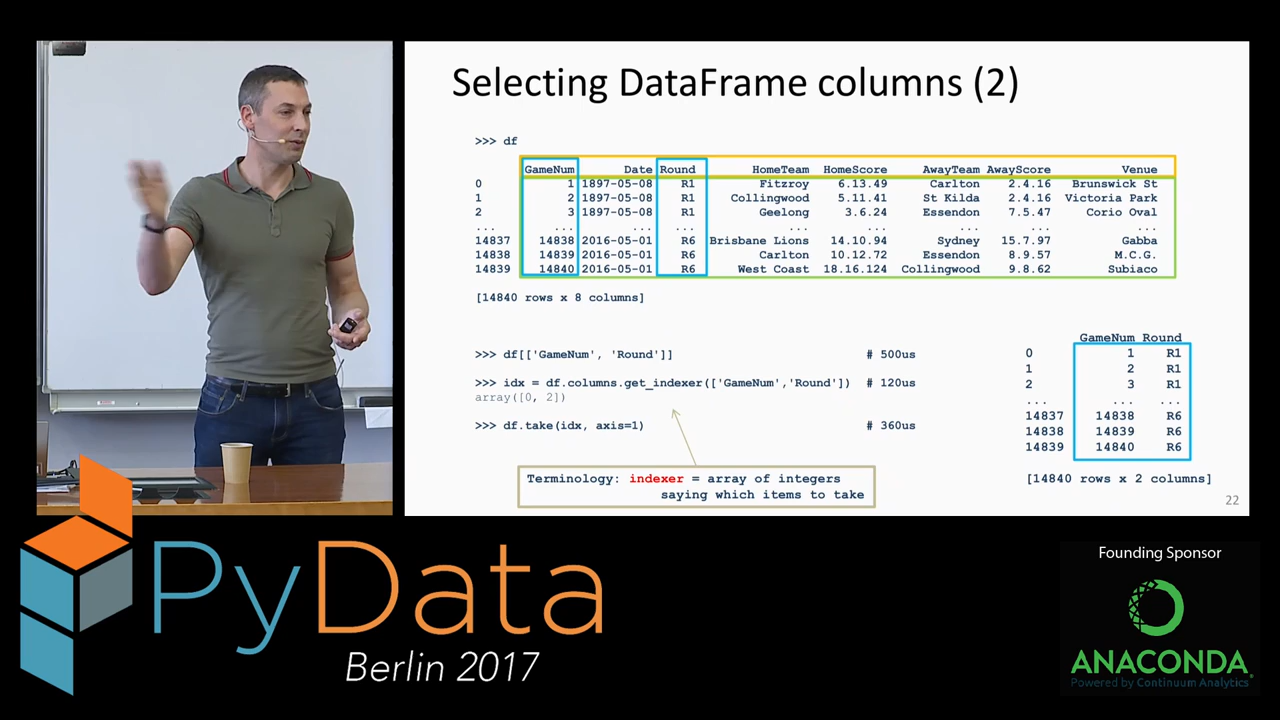 Selecting DataFrame columns (2)
>>> df
GameNum Date Round HomeTeam HomeScore AwayTeam AwayScore Venue
0 1 1897-05-08 R1 Fitzroy 6.13.49 Carlton 2.4.16 Brunswick St
1 2 1897-05-08 R1 Collingwood 5.11.41 St Kilda 2.4.16 Victoria Park
2 3 1897-05-08 R1 Geelong 3.6.24 Essendon 7.5.47 Corio Oval
... ... ... ... ... ... ... ... ...
14837 14838 2016-05-01 R6 Brisbane Lions 14.10.94 Sydney 15.7.97 Gabba
14838 14839 2016-05-01 R6 Carlton 10.12.72 Essendon 8.9.57 M.C.G.
14839 14840 2016-05-01 R6 West Coast 18.16.124 Collingwood 9.8.62 Subiaco
[14840 rows x 8 columns]
>>> df[['GameNum', 'Round']] # 500us
>>> idx = df.columns.get_indexer(['GameNum','Round']) # 120us
array([0, 2])
>>> df.take(idx, axis=1) # 360us
Terminology: indexer = array of integers
saying which items to take
GameNum Round
0 1 R1
1 2 R1
2 3 R1
... ... ...
14837 14838 R6
14838 14839 R6
14839 14840 R6
[14840 rows x 2 columns]
22
PyData
Berlin 2017
Founding Sponsor
ANACONDA
Powered by Continuum Analytics